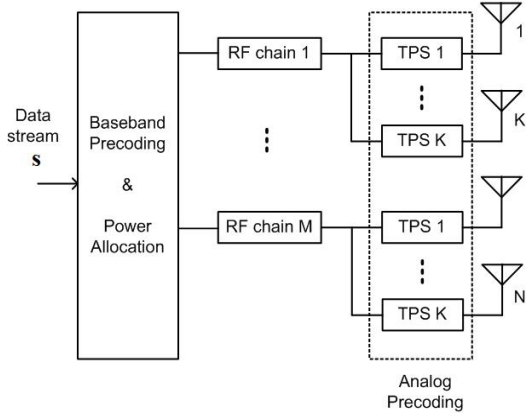 Data
stream
s
Baseband
Precoding
&
Power
Allocation
RF chain 1
RF chain M
TPS 1
TPS K
TPS 1
TPS K
1
K
N
Analog
Precoding